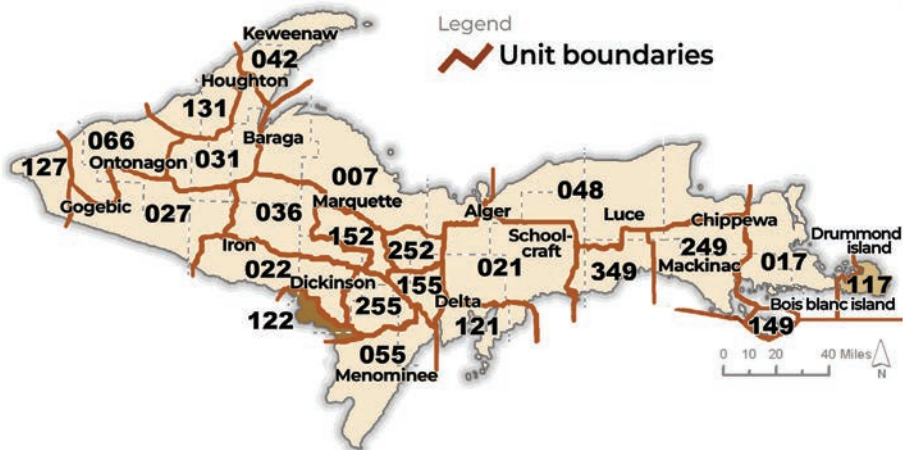 Legend
Unit boundaries
Keweenaw
042
Houghton
131
Baraga
066
Ontonagon
031
127
Gogebic
027
007
Marquette
036
152
252
Iron
022
Dickinson
155
255
122
055
Menominee
Alger
048
Luce
Chippewa
School-
craft
021
349
249
Mackinac
017
Drummond
island
117
Delta
121
Bois blanc island
149
0 10 20 40 Miles
N